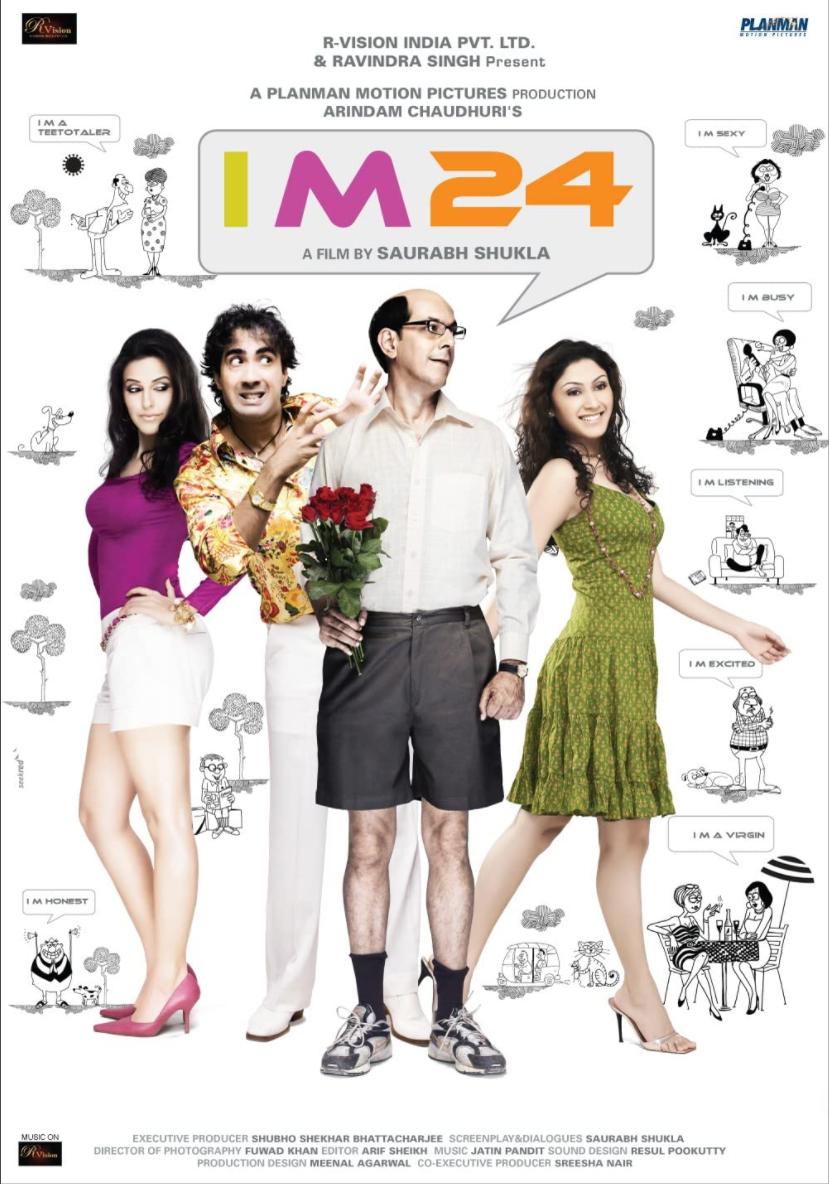 R Vision
PLANMAN
MOTION PICTURES
R-VISION INDIA PVT. LTD.
& RAVINDRA SINGH Present
A PLANMAN MOTION PICTURES PRODUCTION
ARINDAM CHAUDHURI'S
I M 24
A FILM BY SAURABH SHUKLA
I M A
TEETOTALER
I M SEXY
I M BUSY
I M LISTENING
I M EXCITED
I M A VIRGIN
I M HONEST
seekred
MUSIC ON
R Vision
EXECUTIVE PRODUCER SHUBHO SHEKHAR BHATTACHARJEE SCREENPLAY&DIALOGUES SAURABH SHUKLA
DIRECTOR OF PHOTOGRAPHY FUWAD KHAN EDITOR ARIF SHEIKH MUSIC JATIN PANDIT SOUND DESIGN RESUL POOKUTTY
PRODUCTION DESIGN MEENAL AGARWAL CO-EXECUTIVE PRODUCER SREESHA NAIR